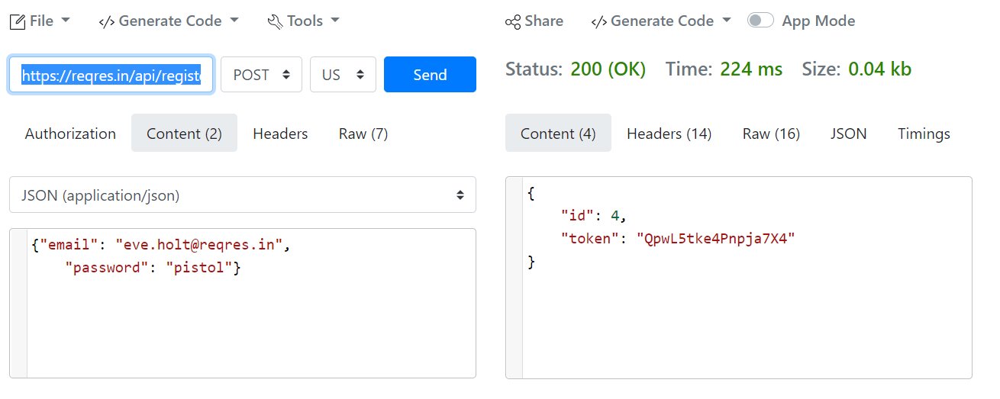 File
</> Generate Code
Tools
Share
</> Generate Code
App Mode
https://reqres.in/api/registe
POST
US
Send
Status: 200 (OK) Time: 224 ms Size: 0.04 kb
Authorization
Content (2)
Headers
Raw (7)
Content (4)
Headers (14)
Raw (16)
JSON
Timings
JSON (application/json)
{"email": "eve.holt@reqres.in",
"password": "pistol"}
{
"id": 4,
"token": "QpwL5tke4Pnpja7X4"
}